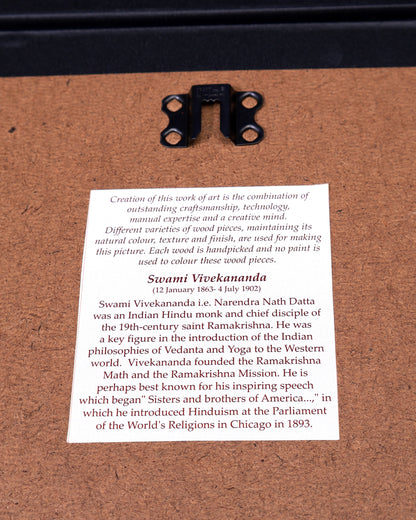 Creation of this work of art is the combination of
outstanding craftsmanship, technology,
manual expertise and a creative mind.
Different varieties of wood pieces, maintaining its
natural colour, texture and finish, are used for making
this picture. Each wood is handpicked and no paint is
used to colour these wood pieces.
Swami Vivekananda
(12 January 1863- 4 July 1902)
Swami Vivekananda i.e. Narendra Nath Datta
was an Indian Hindu monk and chief disciple of
the 19th-century saint Ramakrishna. He was
a key figure in the introduction of the Indian
philosophies of Vedanta and Yoga to the Western
world. Vivekananda founded the Ramakrishna
Math and the Ramakrishna Mission. He is
perhaps best known for his inspiring speech
which began" Sisters and brothers of America...," in
which he introduced Hinduism at the Parliament
of the World's Religions in Chicago in 1893.